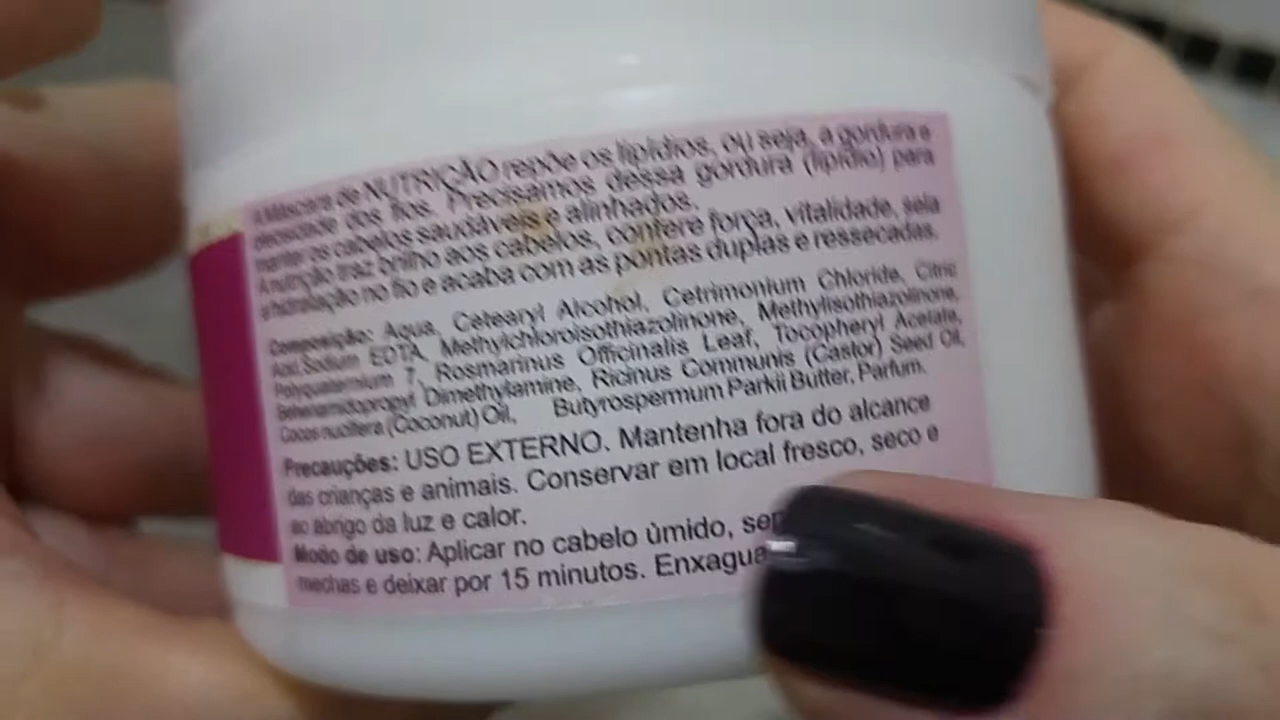 A Máscara de NUTRIÇÃO repõe os lipídios, ou seja, a gordura e
oleosidade dos fios. Precisamos dessa gordura (lipídio) para
manter os cabelos saudáveis e alinhados.
A nutrição traz brilho aos cabelos, confere força, vitalidade, sela
a hidratação no fio e acaba com as pontas duplas e ressecadas.
Composição: Aqua, Cetearyl Alcohol, Cetrimonium Chloride, Citric
Acid, Sodium EDTA, Methylchloroisothiazolinone, Methylisothiazolinone,
Polyquaternium 7, Rosmarinus Officinalis Leaf, Tocopheryl Acetate,
Behenamidopropyl Dimethylamine, Ricinus Communis (Castor) Seed Oil,
Cocos nucifera (Coconut) Oil, Butyrospermum Parkii Butter, Parfum.
Precauções: USO EXTERNO. Mantenha fora do alcance
das crianças e animais. Conservar em local fresco, seco e
ao abrigo da luz e calor.
Modo de uso: Aplicar no cabelo úmido,
mechas e deixar por 15 minutos.